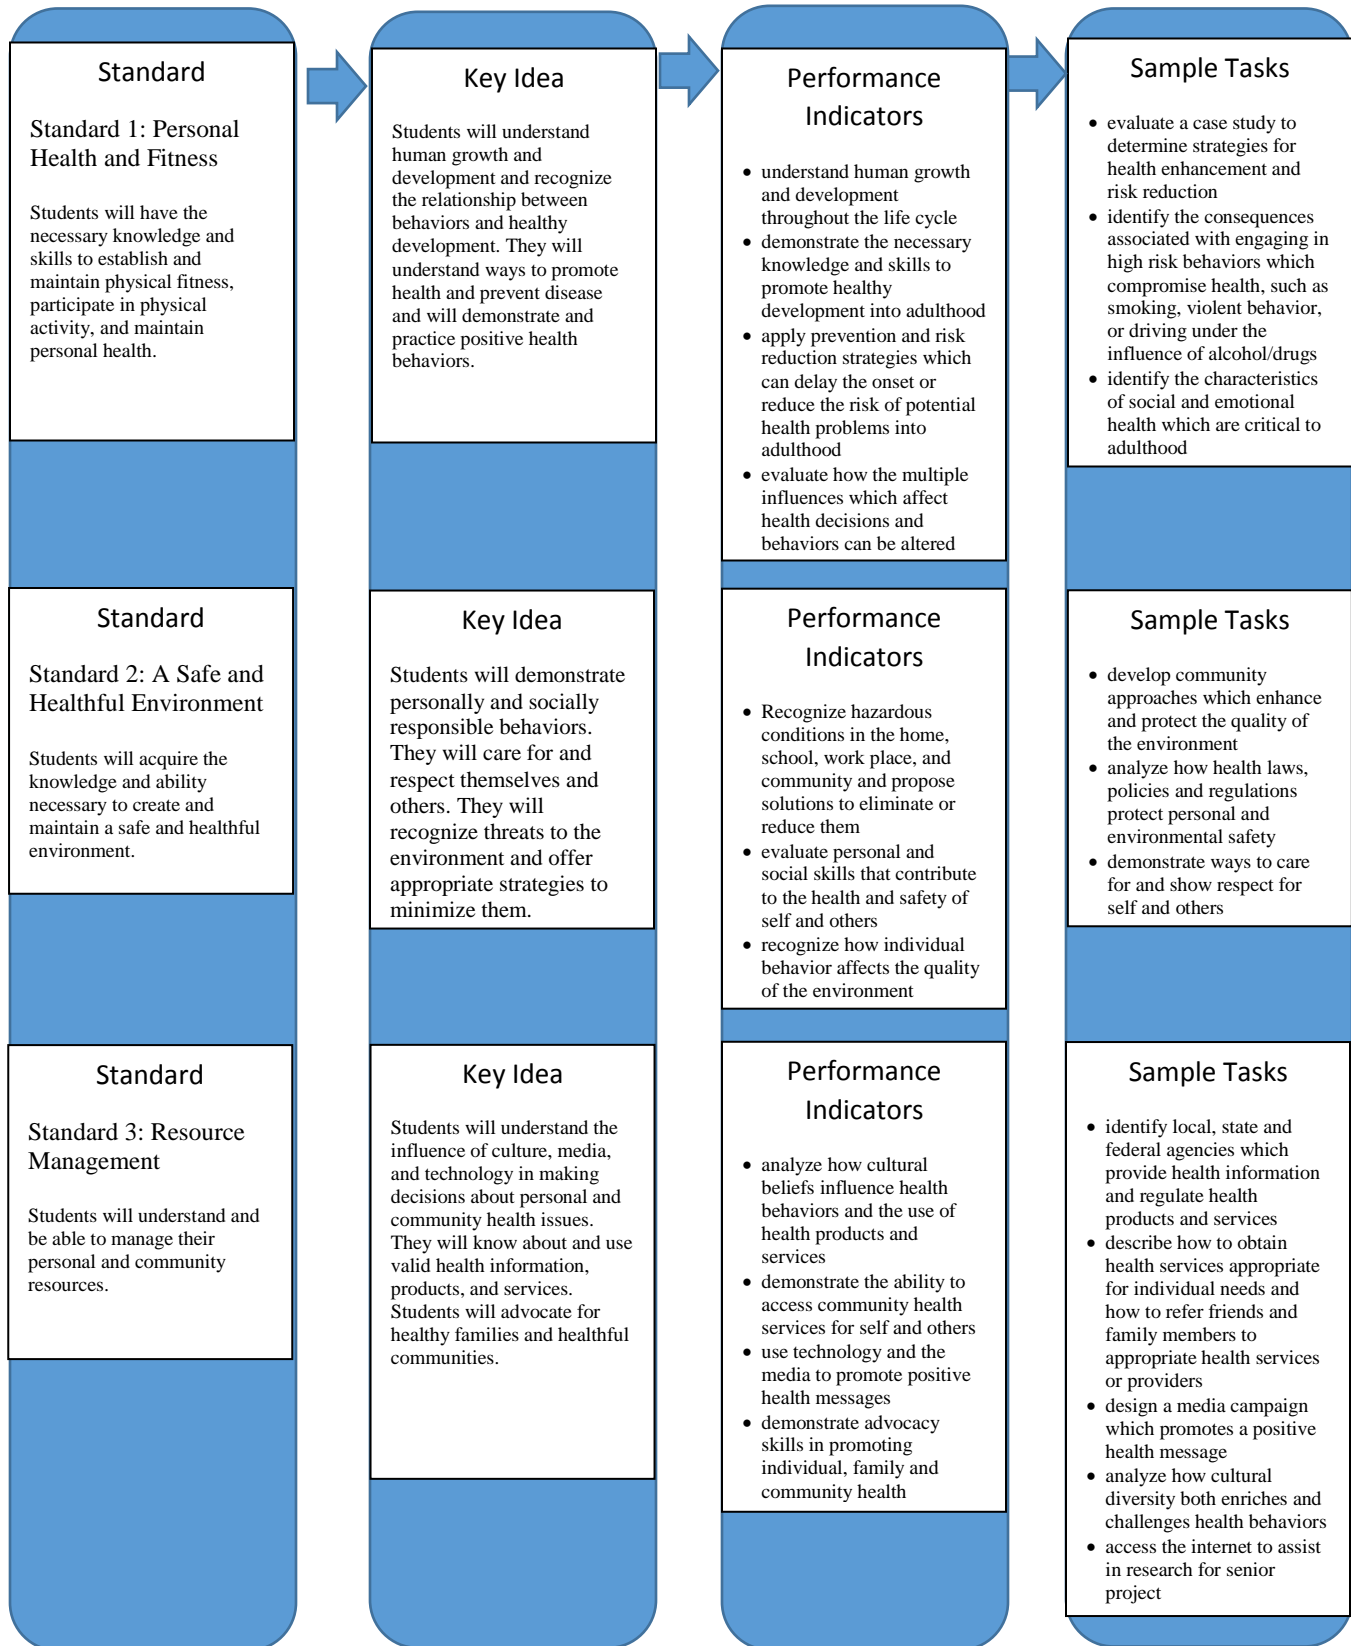 Standard
Standard 1: Personal
Health and Fitness
Students will have the
necessary knowledge and
skills to establish and
maintain physical fitness,
participate in physical
activity, and maintain
personal health.
Key Idea
Students will understand
human growth and
development and recognize
the relationship between
behaviors and healthy
development. They will
understand ways to promote
health and prevent disease
and will demonstrate and
practice positive health
behaviors.
Performance
Indicators
• understand human growth
and development
throughout the life cycle
• demonstrate the necessary
knowledge and skills to
promote healthy
development into adulthood
• apply prevention and risk
reduction strategies which
can delay the onset or
reduce the risk of potential
health problems into
adulthood
• evaluate how the multiple
influences which affect
health decisions and
behaviors can be altered
Sample Tasks
• evaluate a case study to
determine strategies for
health enhancement and
risk reduction
• identify the consequences
associated with engaging in
high risk behaviors which
compromise health, such as
smoking, violent behavior,
or driving under the
influence of alcohol/drugs
• identify the characteristics
of social and emotional
health which are critical to
adulthood
Standard
Standard 2: A Safe and
Healthful Environment
Students will acquire the
knowledge and ability
necessary to create and
maintain a safe and healthful
environment.
Key Idea
Students will demonstrate
personally and socially
responsible behaviors.
They will care for and
respect themselves and
others. They will
recognize threats to the
environment and offer
appropriate strategies to
minimize them.
Performance
Indicators
• Recognize hazardous
conditions in the home,
school, work place, and
community and propose
solutions to eliminate or
reduce them
• evaluate personal and
social skills that contribute
to the health and safety of
self and others
• recognize how individual
behavior affects the quality
of the environment
Sample Tasks
• develop community
approaches which enhance
and protect the quality of
the environment
• analyze how health laws,
policies and regulations
protect personal and
environmental safety
• demonstrate ways to care
for and show respect for
self and others
Standard
Standard 3: Resource
Management
Students will understand and
be able to manage their
personal and community
resources.
Key Idea
Students will understand the
influence of culture, media,
and technology in making
decisions about personal and
community health issues.
They will know about and use
valid health information,
products, and services.
Students will advocate for
healthy families and healthful
communities.
Performance
Indicators
• analyze how cultural
beliefs influence health
behaviors and the use of
health products and
services
• demonstrate the ability to
access community health
services for self and others
• use technology and the
media to promote positive
health messages
• demonstrate advocacy
skills in promoting
individual, family and
community health
Sample Tasks
• identify local, state and
federal agencies which
provide health information
and regulate health
products and services
• describe how to obtain
health services appropriate
for individual needs and
how to refer friends and
family members to
appropriate health services
or providers
• design a media campaign
which promotes a positive
health message
• analyze how cultural
diversity both enriches and
challenges health behaviors
• access the internet to assist
in research for senior
project